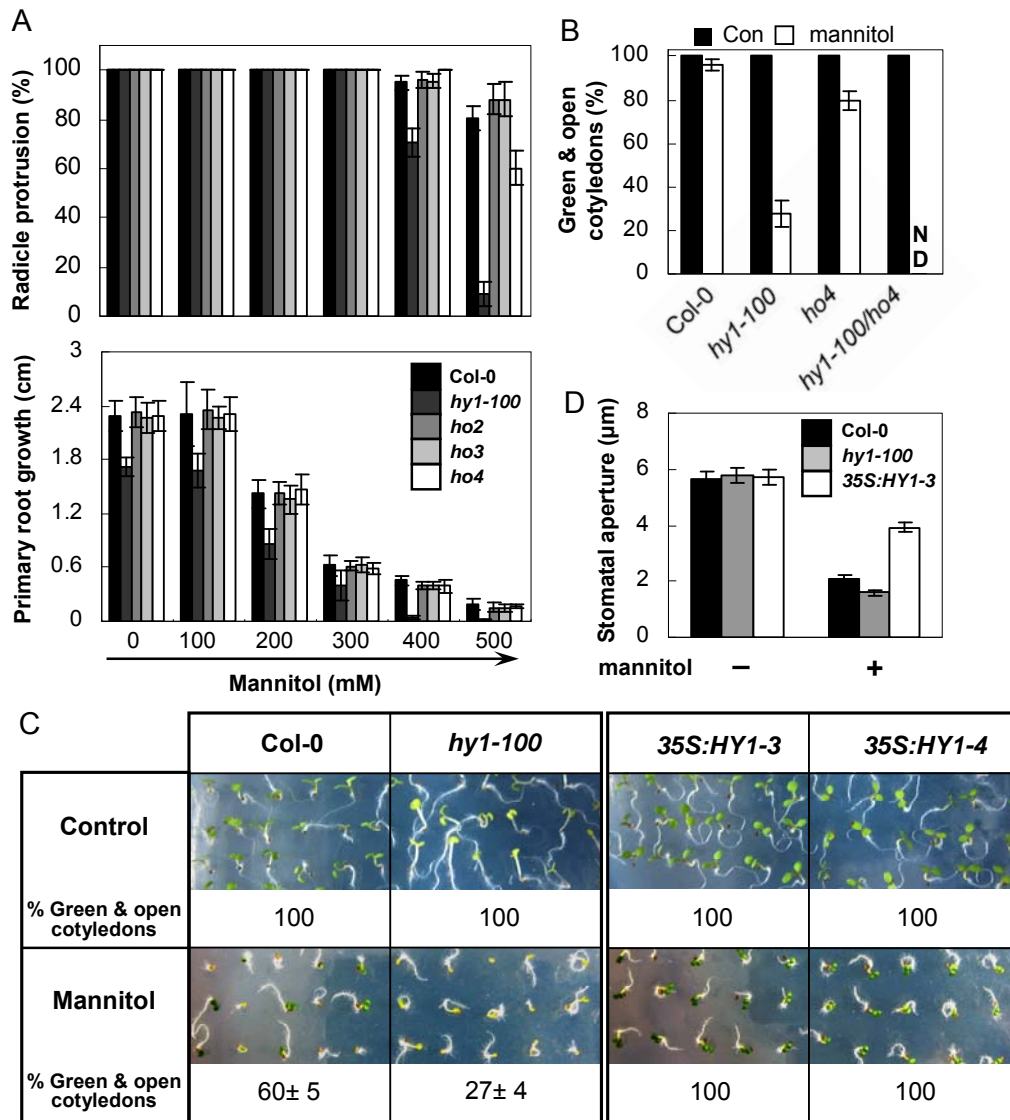 A
Radicle protrusion (%)
100
80
60
40
20
0
Primary root growth (cm)
3
2.4
1.8
1.2
0.6
0
Col-0
hy1-100
ho2
ho3
ho4
0 100 200 300 400 500
Mannitol (mM)
B
Con mannitol
Green & open
cotyledons (%)
100
80
60
40
20
0
N
D
Col-0
hy1-100
ho4
hy1-100/ho4
D
Stomatal aperture (μm)
8
6
4
2
0
Col-0
hy1-100
35S:HY1-3
mannitol − +
C
Col-0 hy1-100 35S:HY1-3 35S:HY1-4
Control
% Green & open
cotyledons
100 100 100 100
Mannitol
% Green & open
cotyledons
60± 5 27± 4 100 100